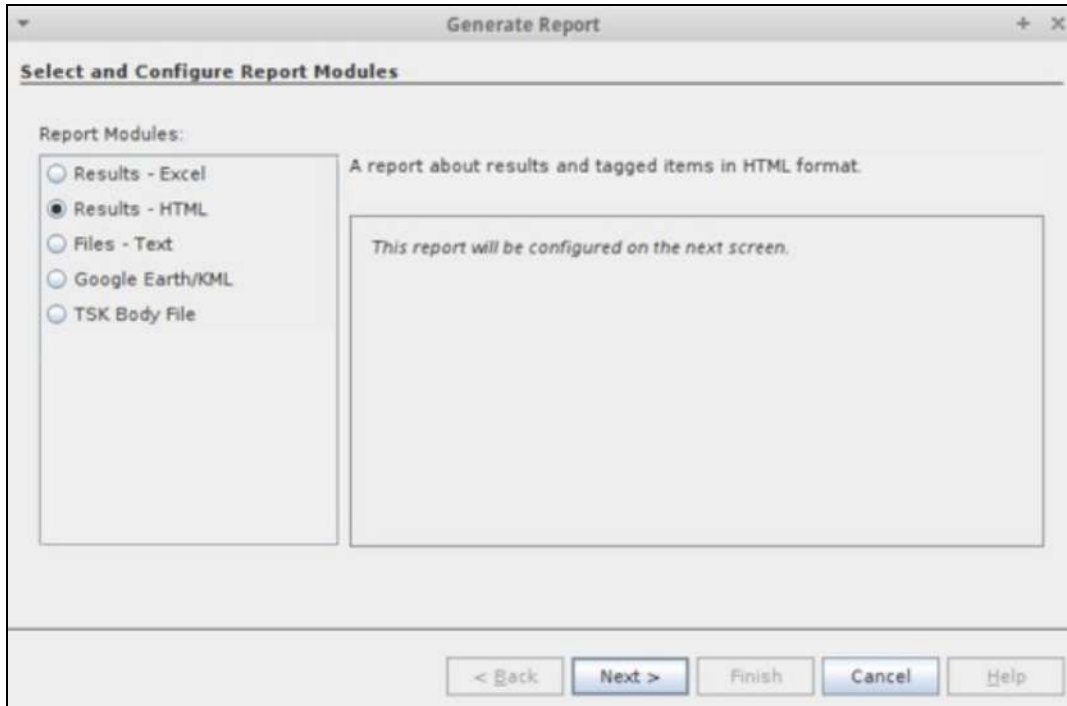 Generate Report
Select and Configure Report Modules
Report Modules:
Results - Excel
Results - HTML
Files - Text
Google Earth/KML
TSK Body File
A report about results and tagged items in HTML format.
This report will be configured on the next screen.
< Back
Next >
Finish
Cancel
Help